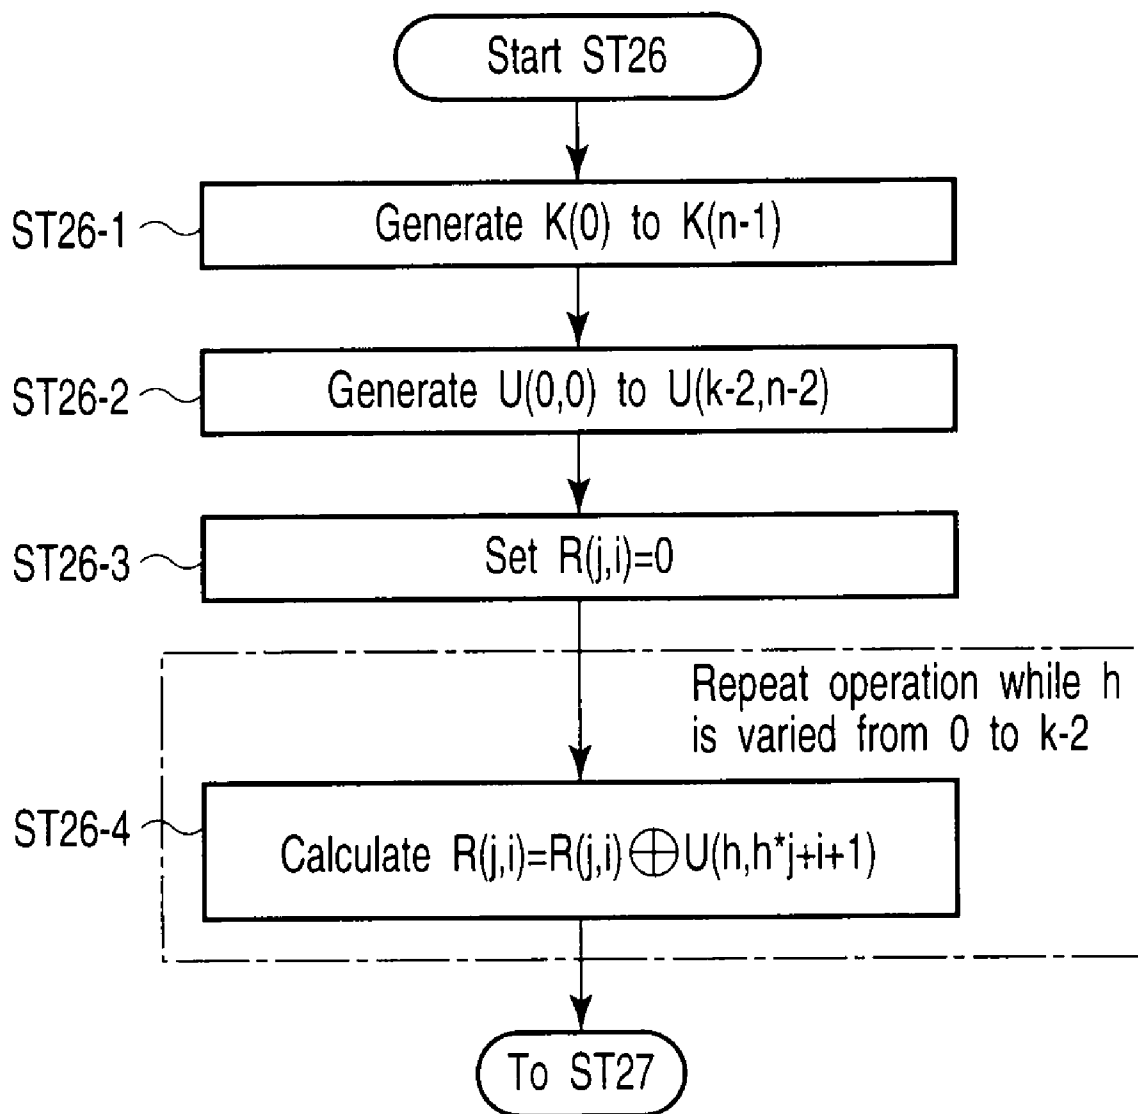 Start ST26
ST26-1
Generate K(0) to K(n-1)
ST26-2
Generate U(0,0) to U(k-2,n-2)
ST26-3
Set R(j,i)=0
Repeat operation while h
is varied from 0 to k-2
ST26-4
Calculate R(j,i)=R(j,i)⊕U(h,h*j+i+1)
To ST27